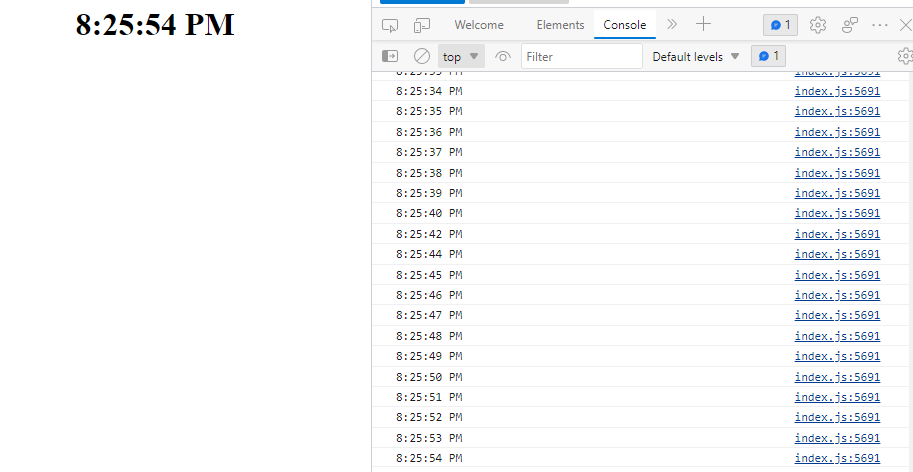 8:25:54 PM
Welcome Elements Console 1
top Filter Default levels 1
8:25:34 PM index.js:5691
8:25:35 PM index.js:5691
8:25:36 PM index.js:5691
8:25:37 PM index.js:5691
8:25:38 PM index.js:5691
8:25:39 PM index.js:5691
8:25:40 PM index.js:5691
8:25:42 PM index.js:5691
8:25:44 PM index.js:5691
8:25:45 PM index.js:5691
8:25:46 PM index.js:5691
8:25:47 PM index.js:5691
8:25:48 PM index.js:5691
8:25:49 PM index.js:5691
8:25:50 PM index.js:5691
8:25:51 PM index.js:5691
8:25:52 PM index.js:5691
8:25:53 PM index.js:5691
8:25:54 PM index.js:5691